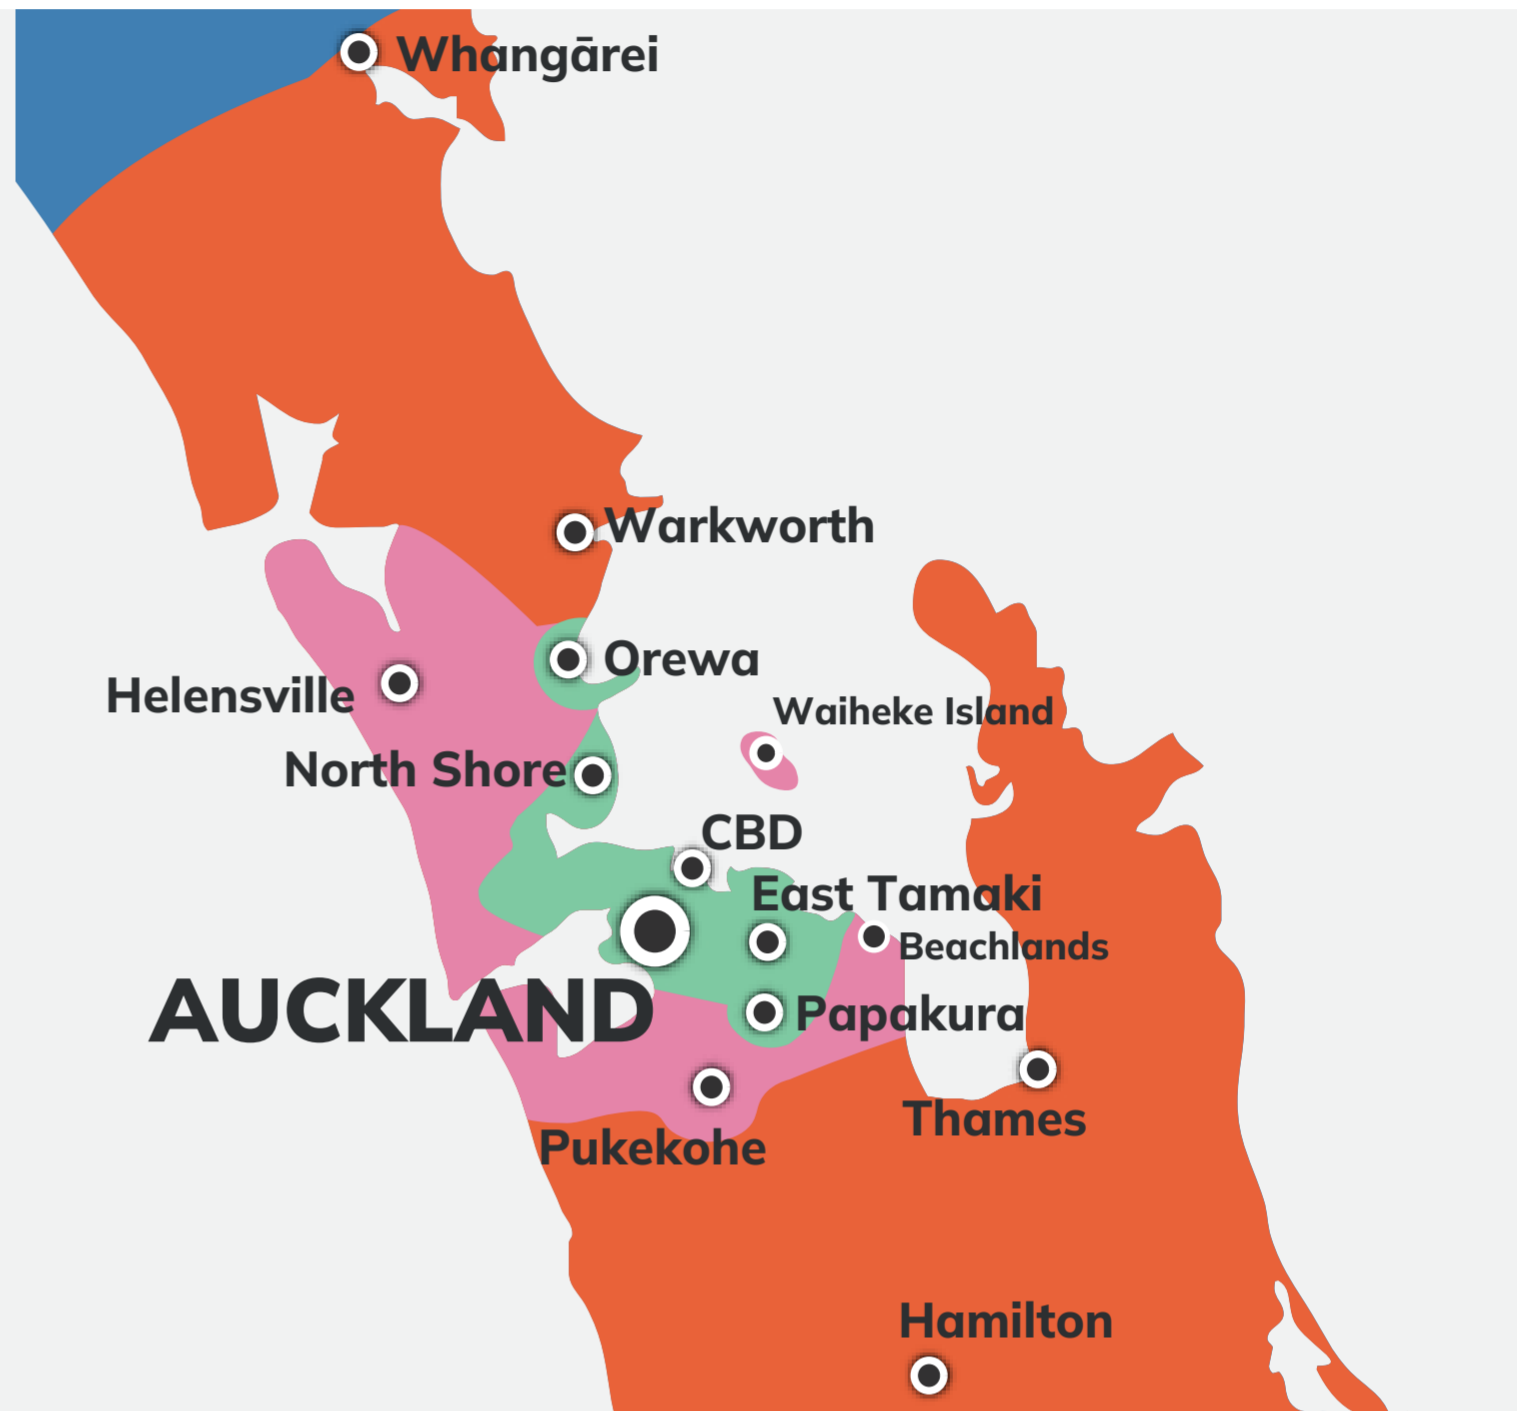 Whangārei
Warkworth
Orewa
Helensville
Waiheke Island
North Shore
CBD
East Tamaki
Beachlands
AUCKLAND
Papakura
Thames
Pukekohe
Hamilton